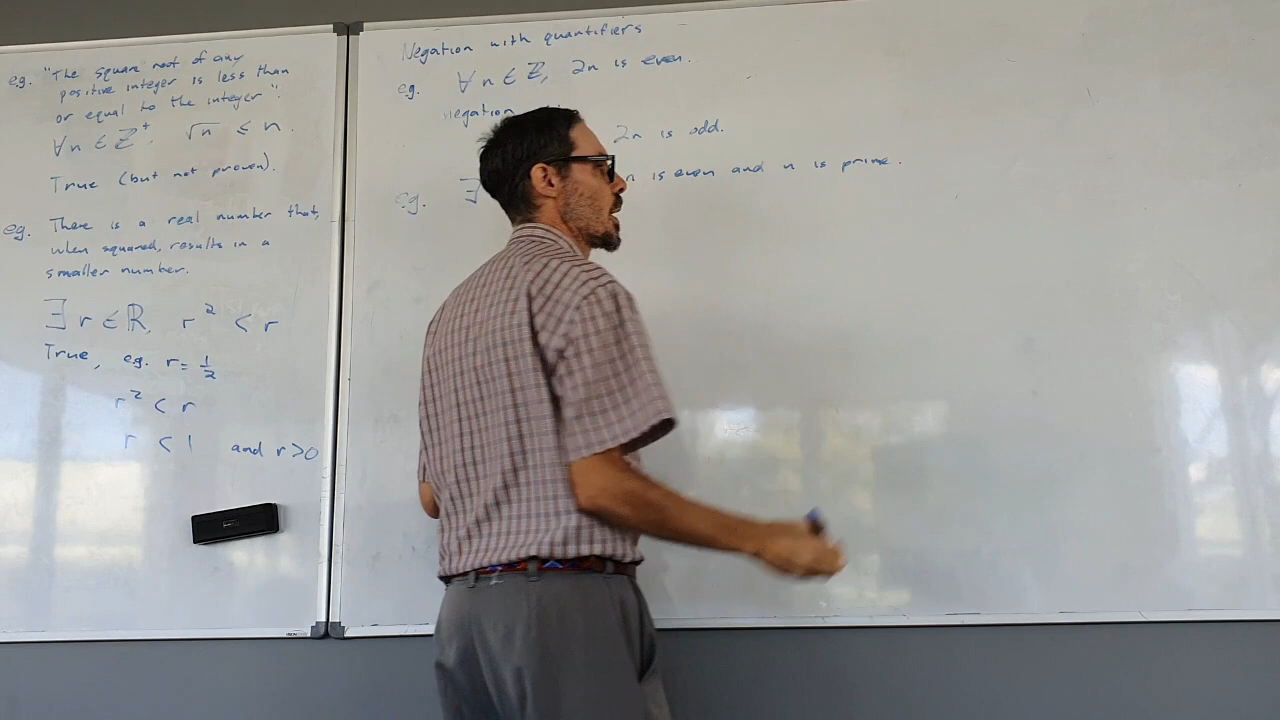 e.g. "The square root of any
positive integer is less than
or equal to the integer".
∀ n ∈ ℤ⁺, √n ≤ n.
True (but not proven).
eg. There is a real number that,
when squared, results in a
smaller number.
∃ r ∈ ℝ, r² < r
True, e.g. r = 1/2
r² < r
r < 1 and r > 0
Negation with quantifiers
eg. ∀ n ∈ ℤ, 2n is even.
negation
2n is odd.
eg. ∃ n is even and n is prime.